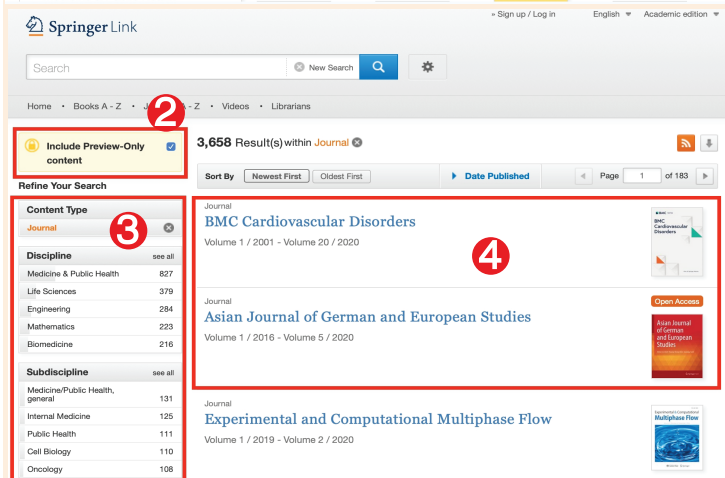 » Sign up / Log in English Academic edition
Springer Link
Search New Search
Home • Books A - Z • J A - Z • Videos • Librarians
2
Include Preview-Only
content
3,658 Result(s) within Journal
Sort By Newest First Oldest First Date Published Page 1 of 183
Refine Your Search
Content Type
Journal
3
Discipline see all
Medicine & Public Health 827
Life Sciences 379
Engineering 284
Mathematics 223
Biomedicine 216
Subdiscipline see all
Medicine/Public Health,
general 131
Internal Medicine 125
Public Health 111
Cell Biology 110
Oncology 108
Journal
BMC Cardiovascular Disorders
Volume 1 / 2001 - Volume 20 / 2020
BMC
Cardiovascular
Disorders
4
Journal
Asian Journal of German and European Studies
Volume 1 / 2016 - Volume 5 / 2020
Open Access
Asian Journal
of German
and European
Studies
Journal
Experimental and Computational Multiphase Flow
Volume 1 / 2019 - Volume 2 / 2020
Experimental and Computational
Multiphase Flow